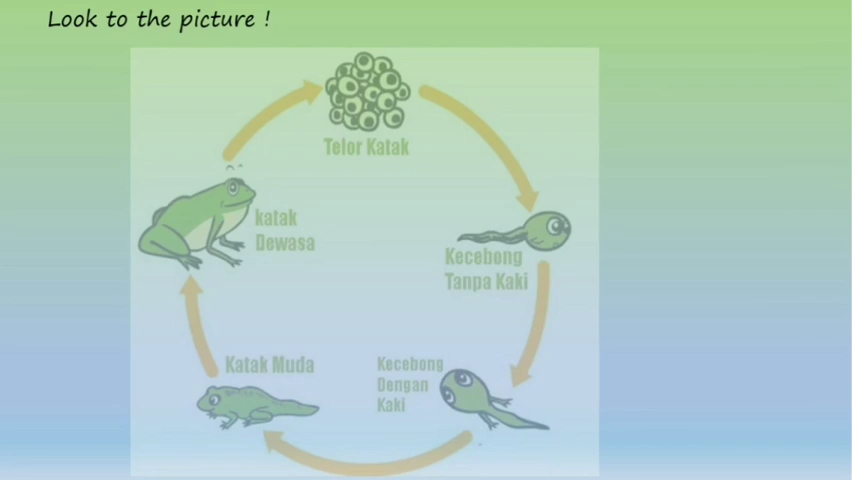 Look to the picture !
Telor Katak
katak
Dewasa
Kecebong
Tanpa Kaki
Katak Muda
Kecebong
Dengan
Kaki